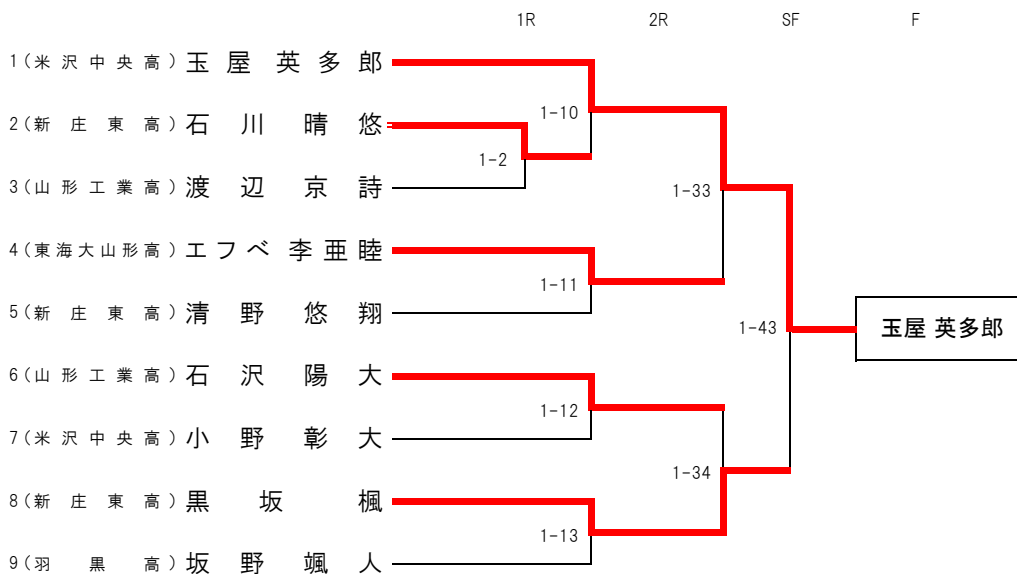 1R 2R SF F
1(米沢中央高) 玉屋 英多郎
1-10
2(新庄東高) 石川 晴悠
1-2
3(山形工業高) 渡辺 京詩
1-33
4(東海大山形高) エフベ 李亜睦
1-11
5(新庄東高) 清野 悠翔
1-43 玉屋 英多郎
6(山形工業高) 石沢 陽大
1-12
7(米沢中央高) 小野 彰大
1-34
8(新庄東高) 黒坂 楓
1-13
9(羽黒高) 坂野 颯人